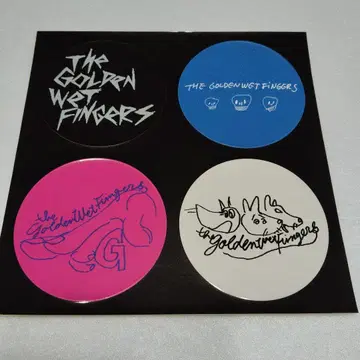 The
GOLDEN
WET
FINGERS
THE GOLDEN WET FINGERS
the
GoldenWetFingers
G
the GoldenWetFingers